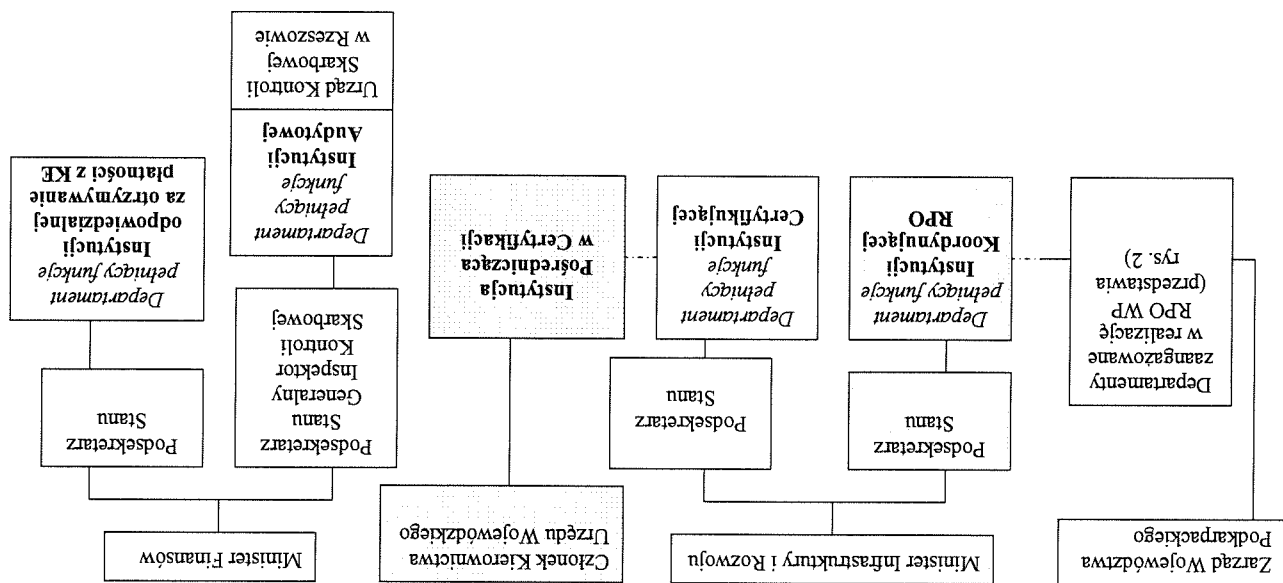 Zarząd Województwa
Podkarpackiego
Minister Infrastruktury i Rozwoju
Członek Kierownictwa
Urzędu Wojewódzkiego
Minister Finansów
Podsekretarz
Stanu
Podsekretarz
Stanu
Podsekretarz
Stanu
Generalny
Inspektor
Kontroli
Skarbowej
Podsekretarz
Stanu
Departamenty
zaangażowane
w realizację
RPO WP
(przedstawia
rys. 2)
Departament
pełniący funkcje
Instytucji
Koordynującej
RPO
Departament
pełniący
funkcje
Instytucji
Certyfikującej
Instytucja
Pośrednicząca
w Certyfikacji
Departament
pełniący
funkcje
Instytucji
Audytowej
Urząd Kontroli
Skarbowej
w Rzeszowie
Departament
pełniący funkcje
Instytucji
odpowiedzialnej
za otrzymywanie
płatności z KE